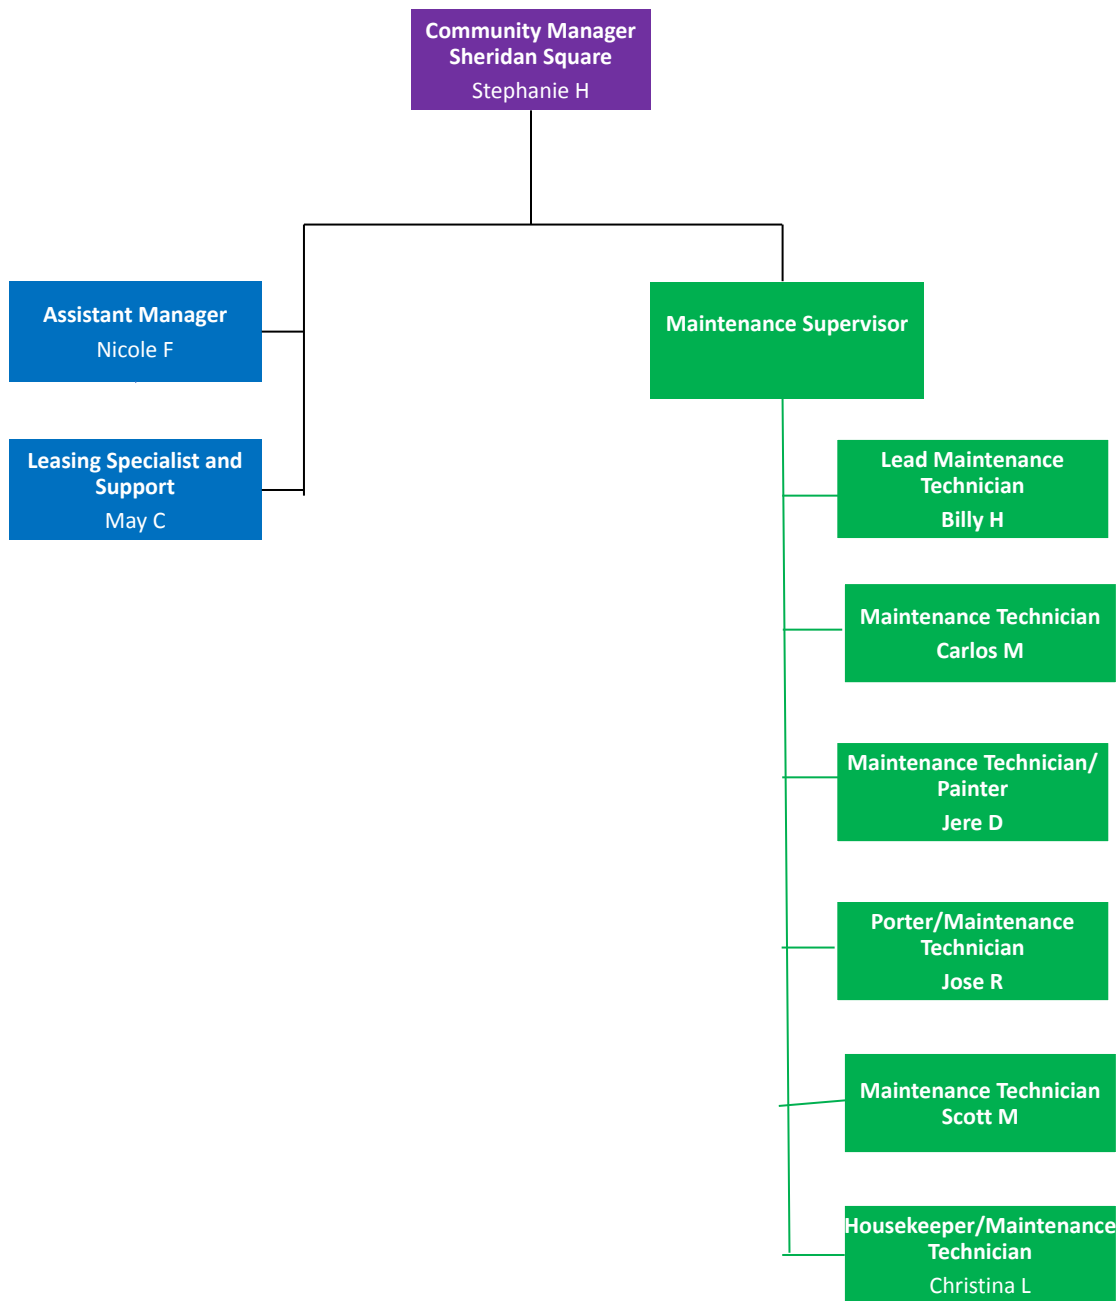 Community Manager
Sheridan Square
Stephanie H
Assistant Manager
Nicole F
Leasing Specialist and
Support
May C
Maintenance Supervisor
Lead Maintenance
Technician
Billy H
Maintenance Technician
Carlos M
Maintenance Technician/
Painter
Jere D
Porter/Maintenance
Technician
Jose R
Maintenance Technician
Scott M
Housekeeper/Maintenance
Technician
Christina L